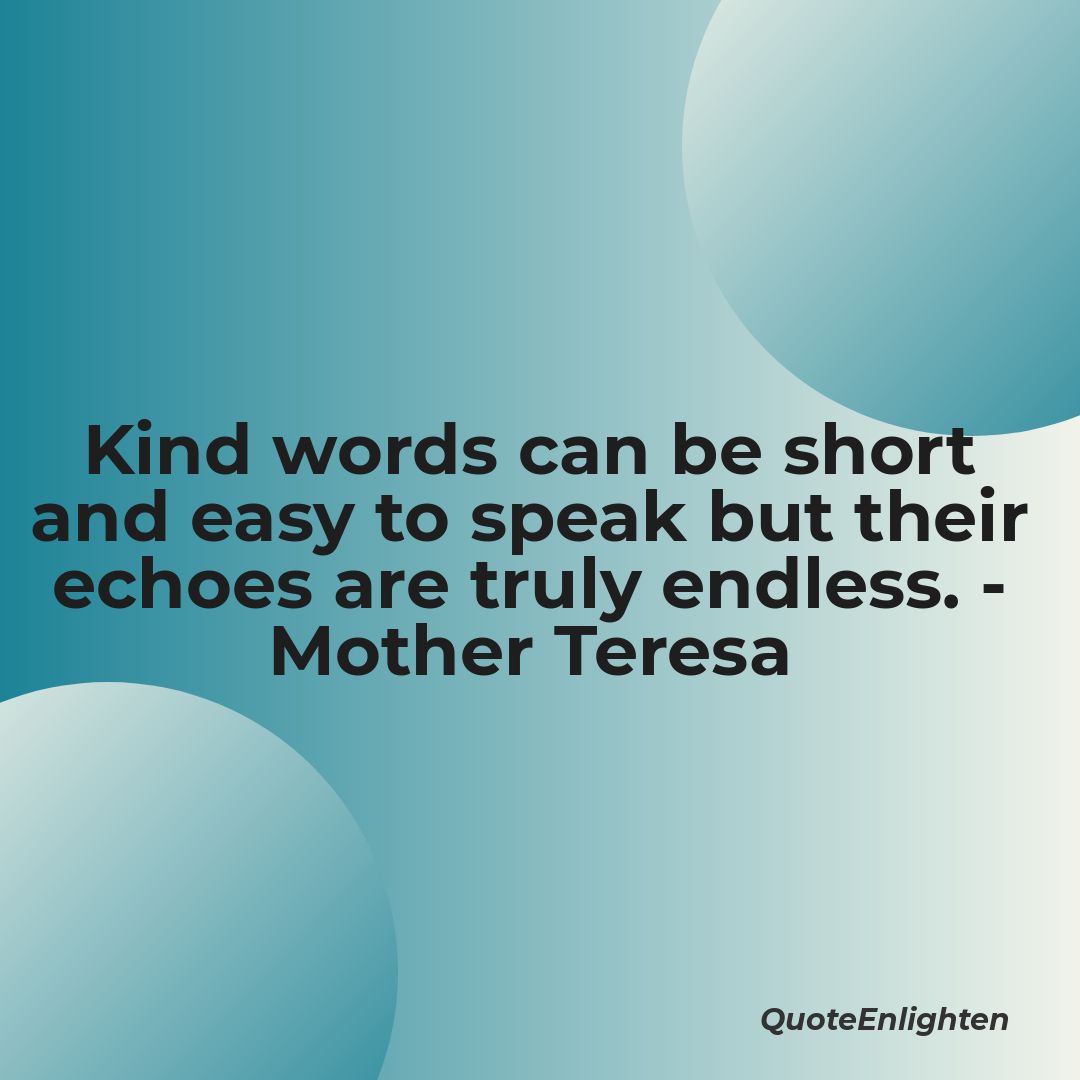 Kind words can be short
and easy to speak but their
echoes are truly endless. -
Mother Teresa
QuoteEnlighten